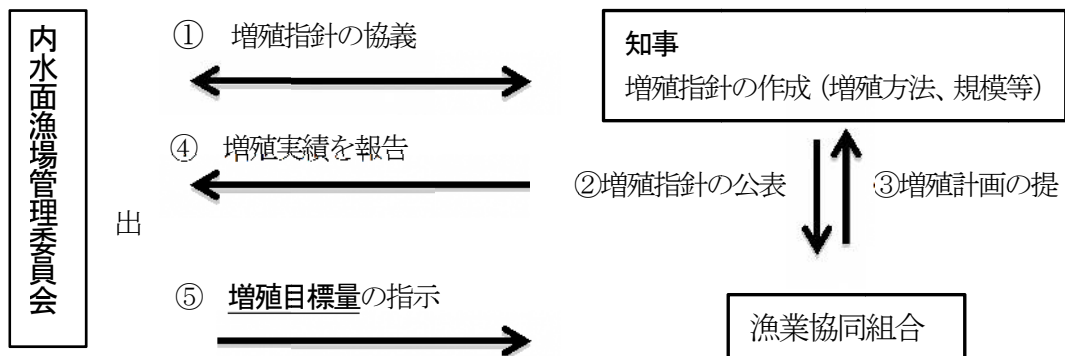 内水面漁場管理委員会
① 増殖指針の協議
知事
増殖指針の作成（増殖方法、規模等）
④ 増殖実績を報告
②増殖指針の公表
③増殖計画の提
出
⑤ 増殖目標量の指示
漁業協同組合